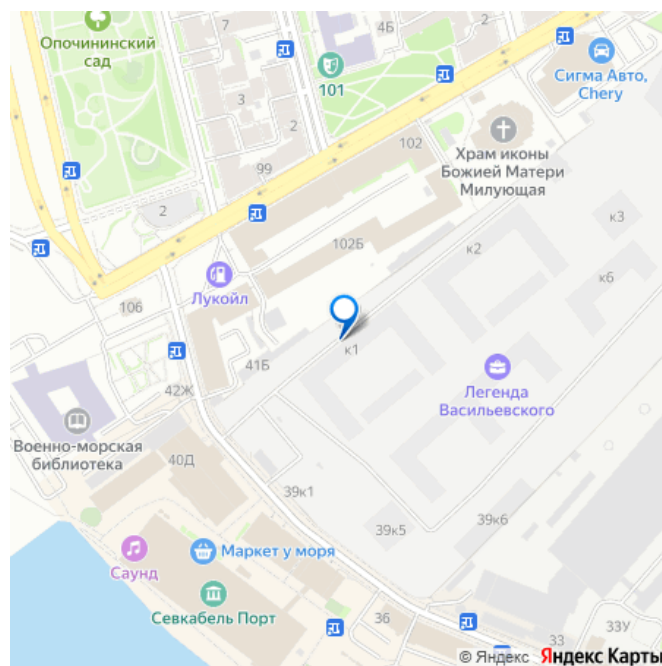 Опочининский
сад
7
4Б
3
101
2
Сигма Авто,
Chery
99
102
Храм иконы
Божией Матери
Милующая
2
к3
102Б
к2
к6
Лукойл
106
к1
41Б
Легенда
Васильевского
42Ж
Военно-морская
библиотека
40Д
39к1
39к5
39к6
Маркет у моря
Саунд
Севкабель Порт
36
33
33У
© Яндекс Яндекс Карты